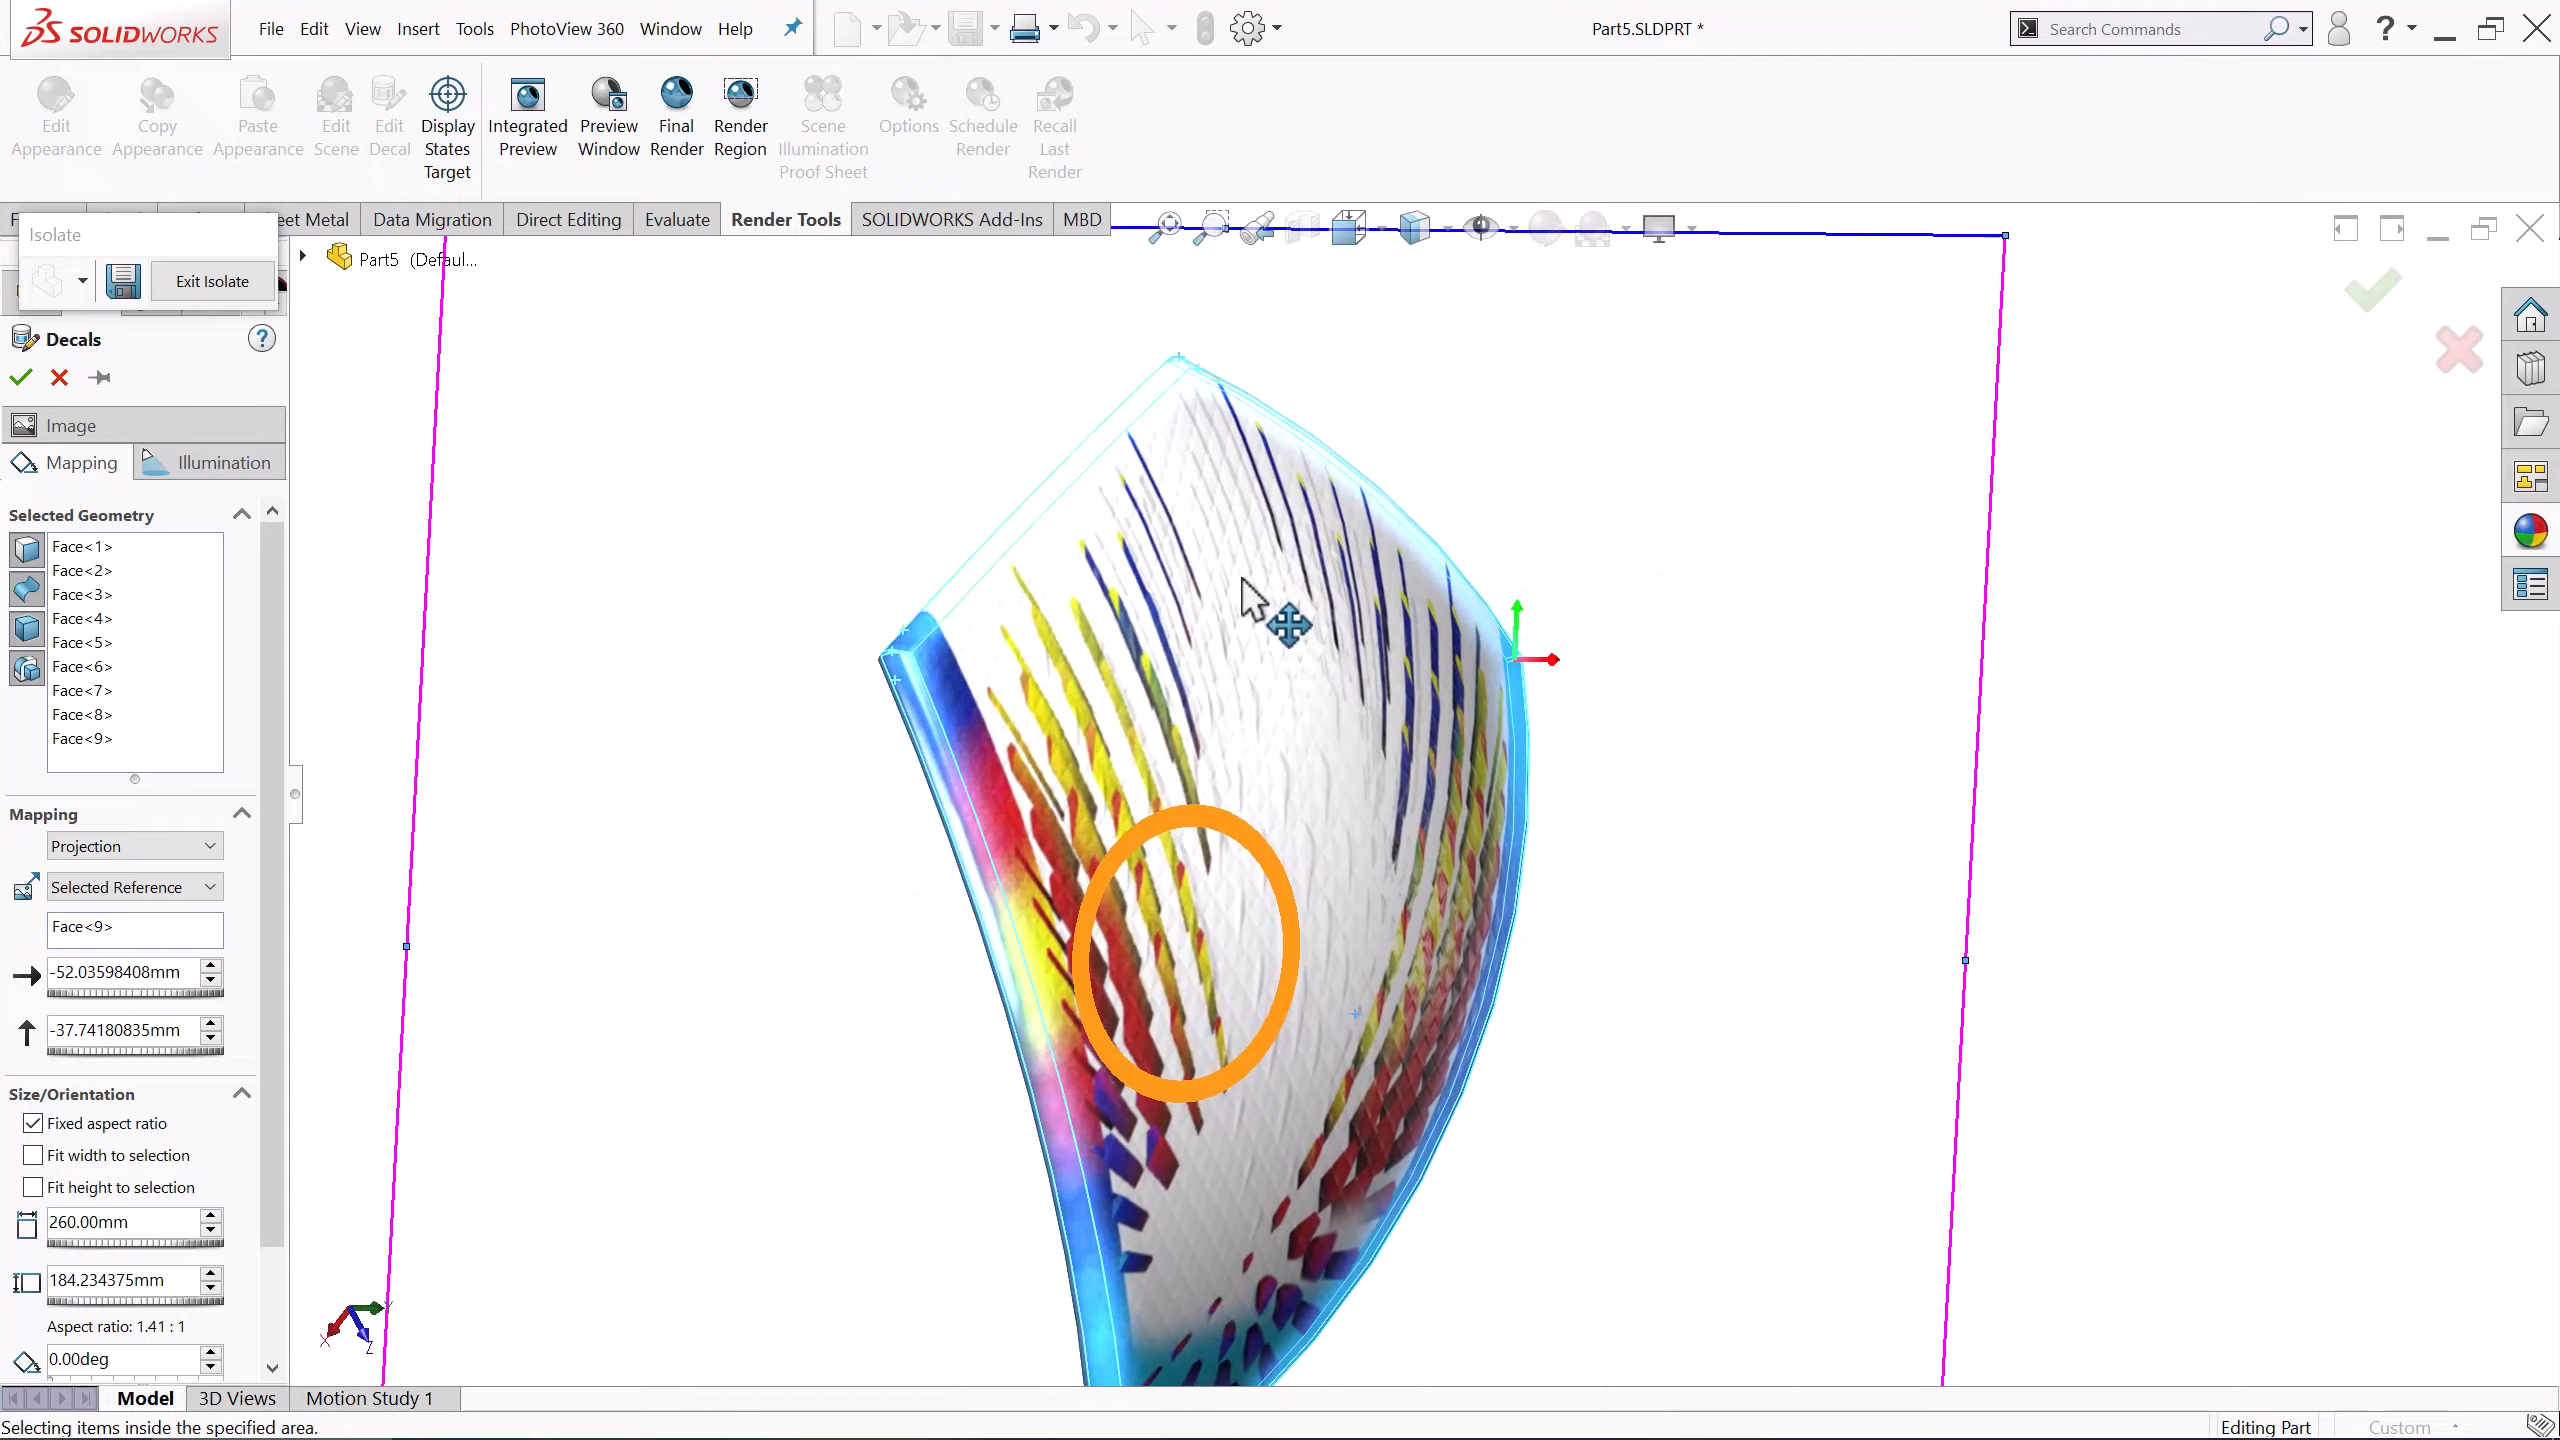 SOLIDWORKS File Edit View Insert Tools PhotoView 360 Window Help Part5.SLDPRT * Search Commands ?
Edit Appearance
Copy Appearance
Paste Appearance
Edit Scene
Edit Decal
Display States Target
Integrated Preview
Preview Window
Final Render
Render Region
Scene Illumination Proof Sheet
Options
Schedule Render
Recall Last Render
eet Metal Data Migration Direct Editing Evaluate Render Tools SOLIDWORKS Add-Ins MBD
Isolate
Part5 (Defaul...
Exit Isolate
Decals ?
Image
Mapping Illumination
Selected Geometry
Face<1>
Face<2>
Face<3>
Face<4>
Face<5>
Face<6>
Face<7>
Face<8>
Face<9>
Mapping
Projection
Selected Reference
Face<9>
-52.03598408mm
-37.74180835mm
Size/Orientation
Fixed aspect ratio
Fit width to selection
Fit height to selection
260.00mm
184.234375mm
Aspect ratio: 1.41 : 1
0.00deg
X
Z
Model 3D Views Motion Study 1
Selecting items inside the specified area. Editing Part Custom